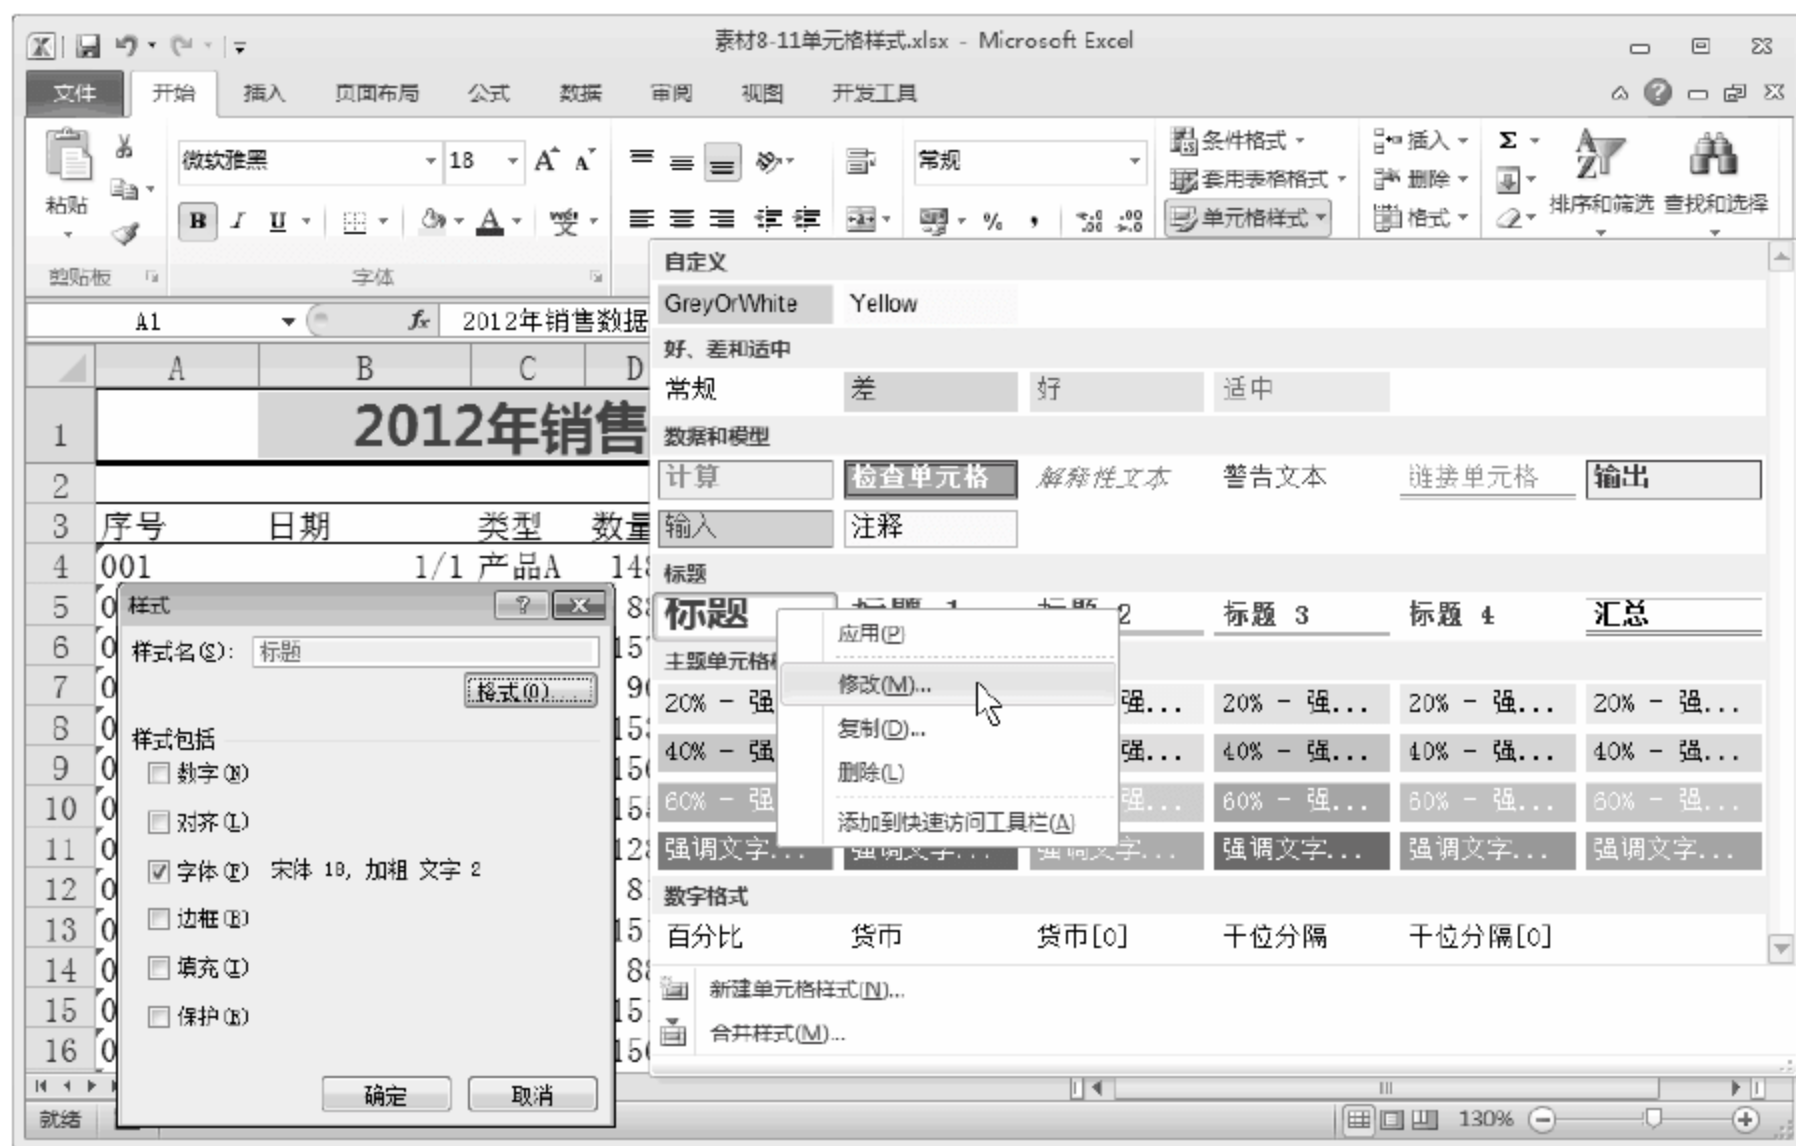 素材8-11单元格样式.xlsx - Microsoft Excel
文件 开始 插入 页面布局 公式 数据 审阅 视图 开发工具
微软雅黑 18 常规
粘贴
条件格式
套用表格格式
单元格样式
插入
删除
格式
排序和筛选 查找和选择
剪贴板 字体
A1 fx 2012年销售数据
A B C D
1 2012年销售
2
3 序号 日期 类型 数量
4 001 1/1 产品A 148
5
6
7
8
9
10
11
12
13
14
15
16
样式
样式名(S): 标题
格式(O)...
样式包括
数字(N)
对齐(L)
字体(F) 宋体 18, 加粗 文字 2
边框(B)
填充(I)
保护(R)
确定 取消
自定义
GreyOrWhite Yellow
好、差和适中
常规 差 好 适中
数据和模型
计算 检查单元格 解释性文本 警告文本 链接单元格 输出
输入 注释
标题
标题 标题 1 标题 2 标题 3 标题 4 汇总
主题单元格样
20% - 强 强... 20% - 强... 20% - 强... 20% - 强...
40% - 强 强... 40% - 强... 40% - 强... 40% - 强...
60% - 强 强... 60% - 强... 60% - 强... 60% - 强...
强调文字... 强调文字... 强调文字... 强调文字... 强调文字... 强调文字...
数字格式
百分比 货币 货币[0] 千位分隔 千位分隔[0]
新建单元格样式(N)...
合并样式(M)...
应用(P)
修改(M)...
复制(D)...
删除(L)
添加到快速访问工具栏(A)
就绪 130%